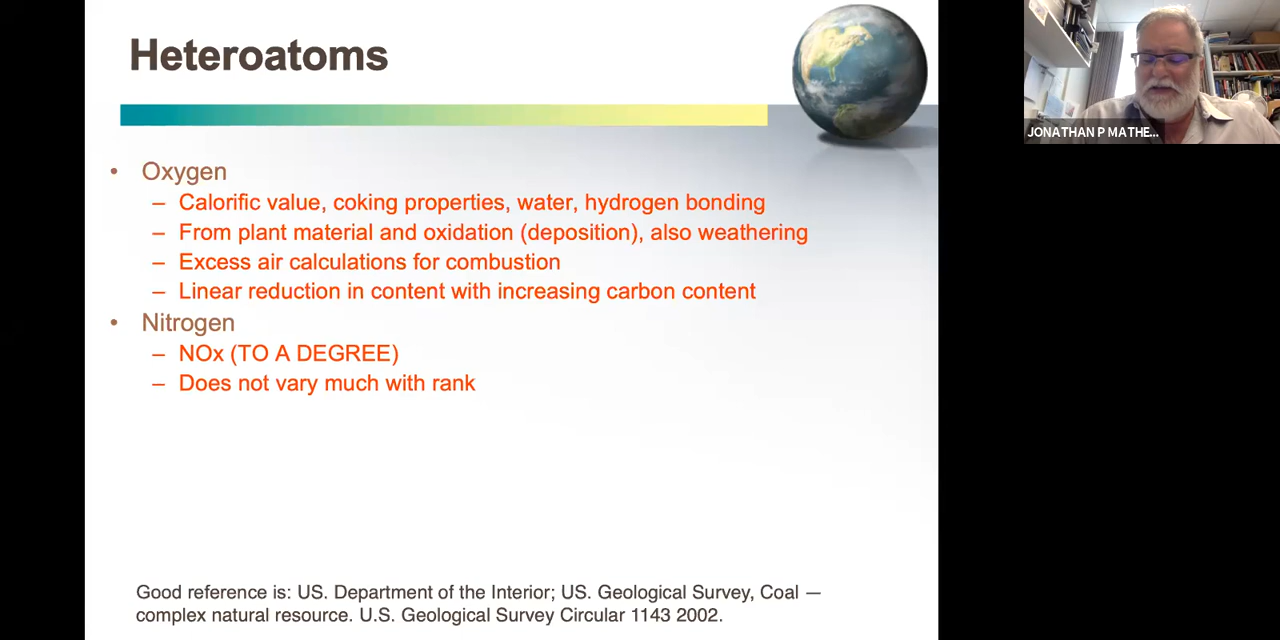 Heteroatoms
JONATHAN P MATHE...
• Oxygen
– Calorific value, coking properties, water, hydrogen bonding
– From plant material and oxidation (deposition), also weathering
– Excess air calculations for combustion
– Linear reduction in content with increasing carbon content
• Nitrogen
– NOx (TO A DEGREE)
– Does not vary much with rank
Good reference is: US. Department of the Interior; US. Geological Survey, Coal —
complex natural resource. U.S. Geological Survey Circular 1143 2002.